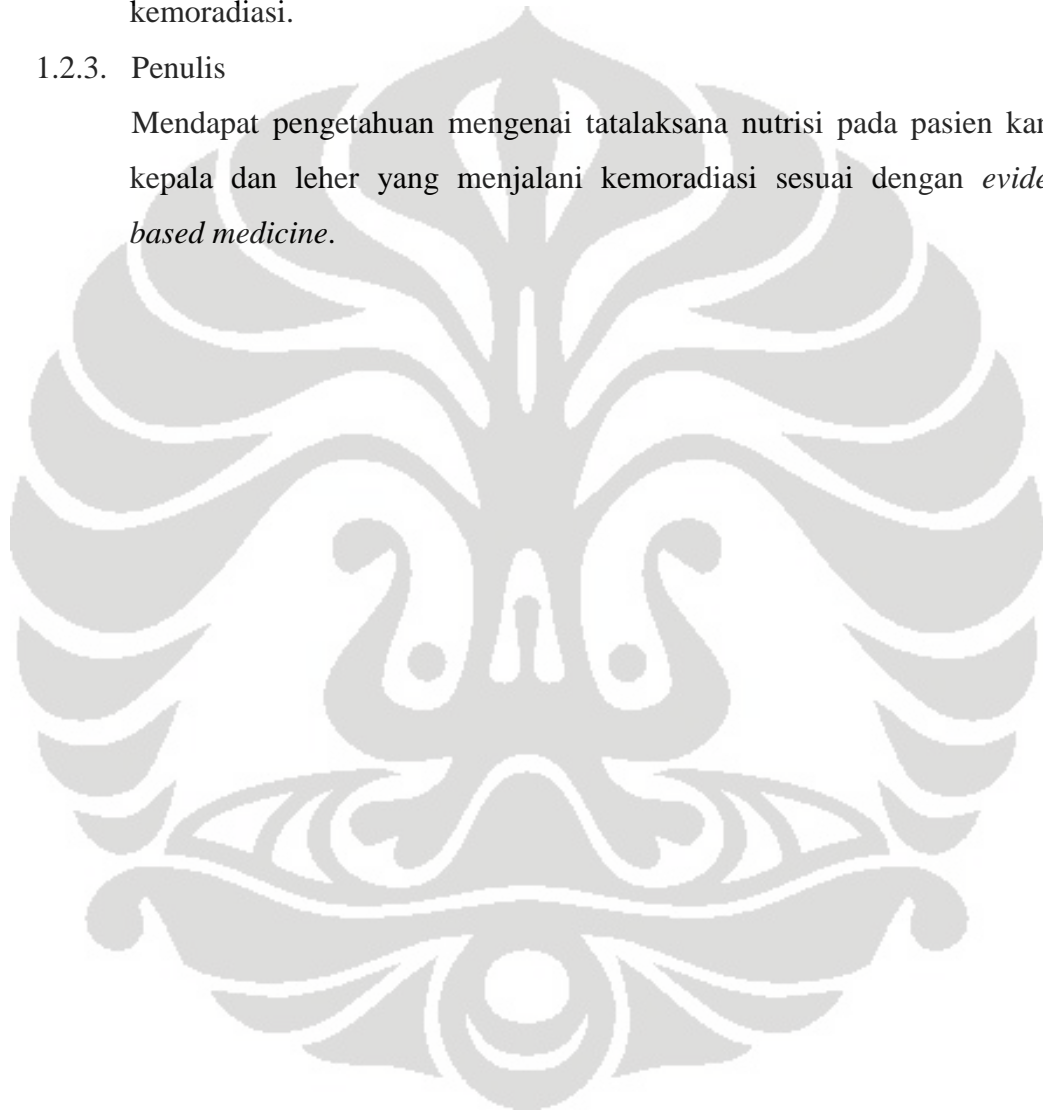 kemoradiasi.
1.2.3. Penulis
Mendapat pengetahuan mengenai tatalaksana nutrisi pada pasien
kepala dan leher yang menjalani kemoradiasi sesuai dengan
based medicine.